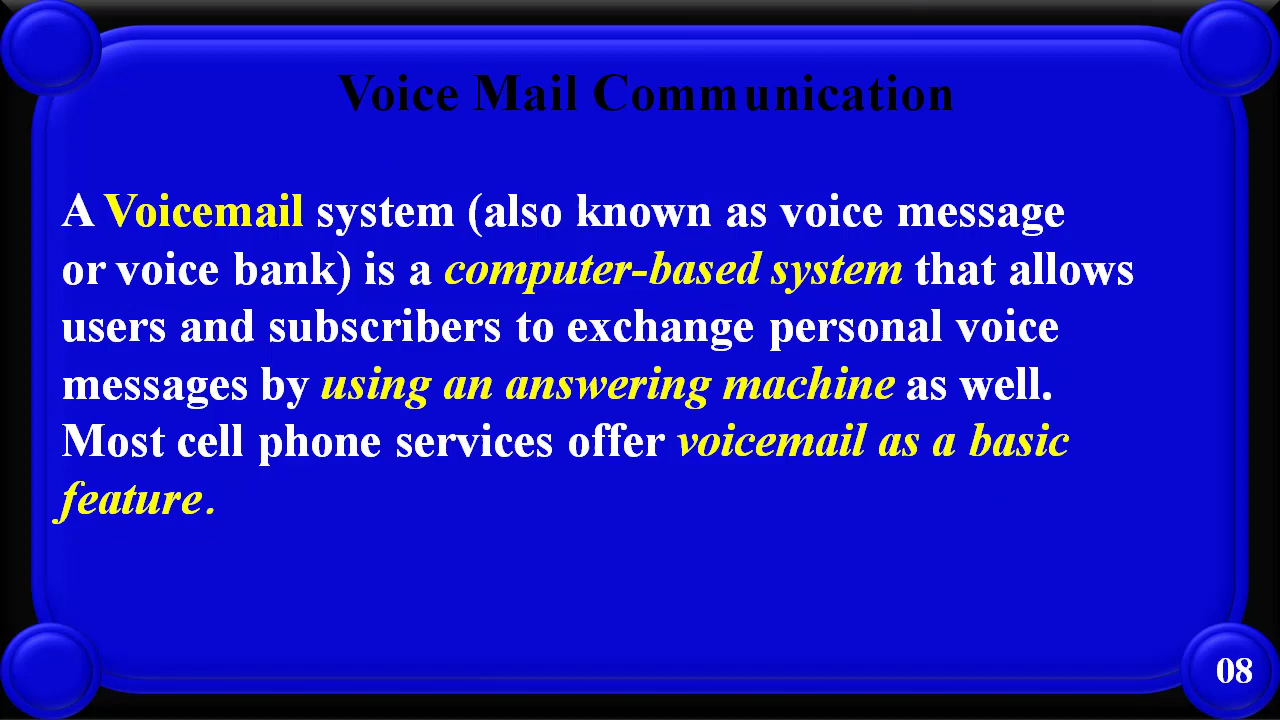 Voice Mail Communication
A Voicemail system (also known as voice message
or voice bank) is a computer-based system that allows
users and subscribers to exchange personal voice
messages by using an answering machine as well.
Most cell phone services offer voicemail as a basic
feature.
08